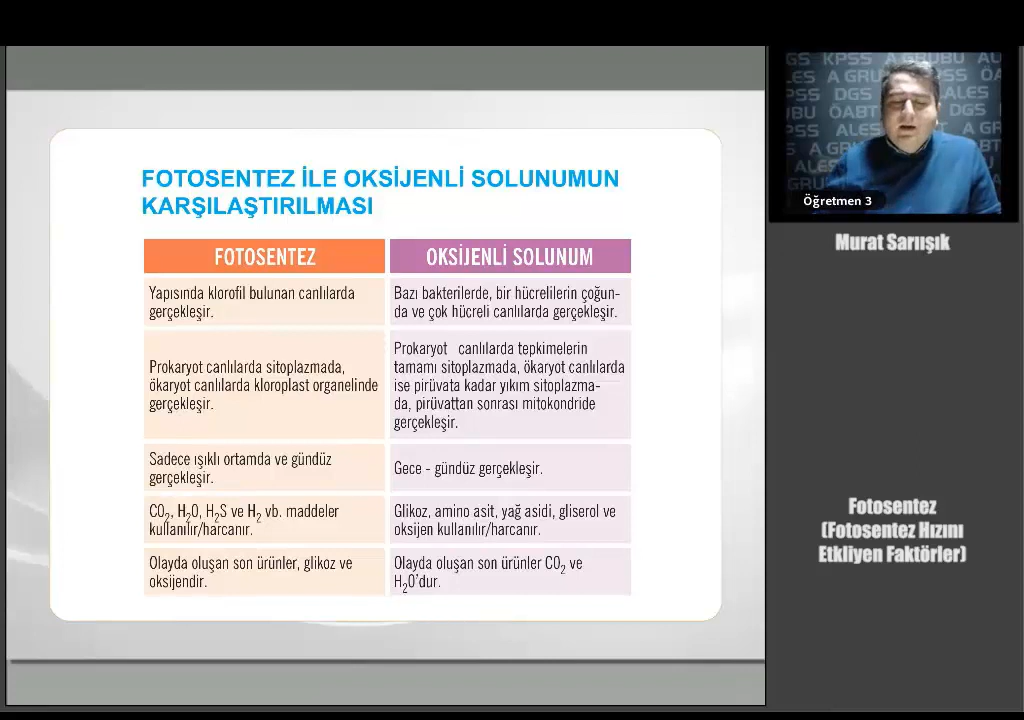 FOTOSENTEZ İLE OKSİJENLİ SOLUNUMUN
KARŞILAŞTIRILMASI
FOTOSENTEZ
OKSİJENLİ SOLUNUM
Yapısında klorofil bulunan canlılarda
gerçekleşir.
Bazı bakterilerde, bir hücrelilerin çoğun-
da ve çok hücreli canlılarda gerçekleşir.
Prokaryot canlılarda sitoplazmada,
ökaryot canlılarda kloroplast organelinde
gerçekleşir.
Prokaryot canlılarda tepkimelerin
tamamı sitoplazmada, ökaryot canlılarda
ise pirüvata kadar yıkım sitoplazma-
da, pirüvattan sonrası mitokondride
gerçekleşir.
Sadece ışıklı ortamda ve gündüz
gerçekleşir.
Gece - gündüz gerçekleşir.
CO₂, H₂O, H₂S ve H₂ vb. maddeler
kullanılır/harcanır.
Glikoz, amino asit, yağ asidi, gliserol ve
oksijen kullanılır/harcanır.
Olayda oluşan son ürünler, glikoz ve
oksijendir.
Olayda oluşan son ürünler CO₂ ve
H₂O'dur.
Öğretmen 3
Murat Sarıışık
Fotosentez
(Fotosentez Hızını
Etkliyen Faktörler)